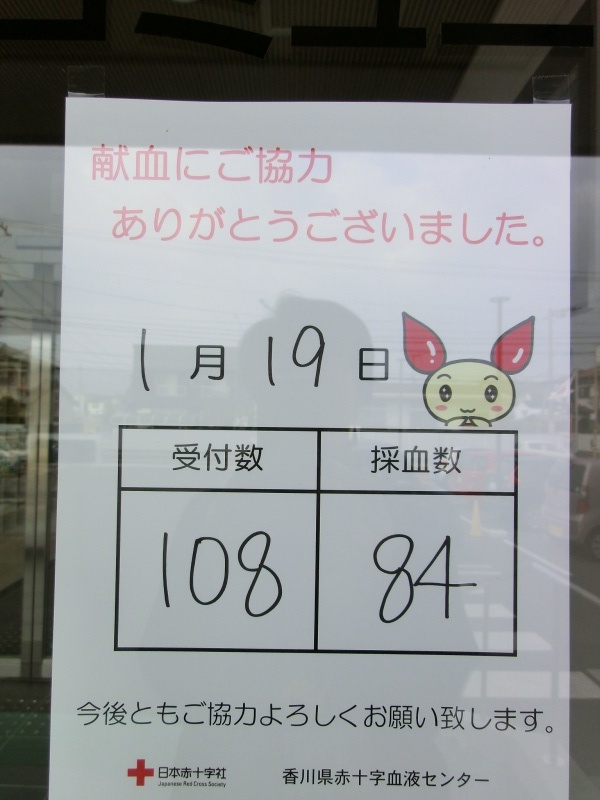 献血にご協力
ありがとうございました。
1月19日
受付数 採血数
108 84
今後ともご協力よろしくお願い致します。
日本赤十字社 香川県赤十字血液センター
Japanese Red Cross Society